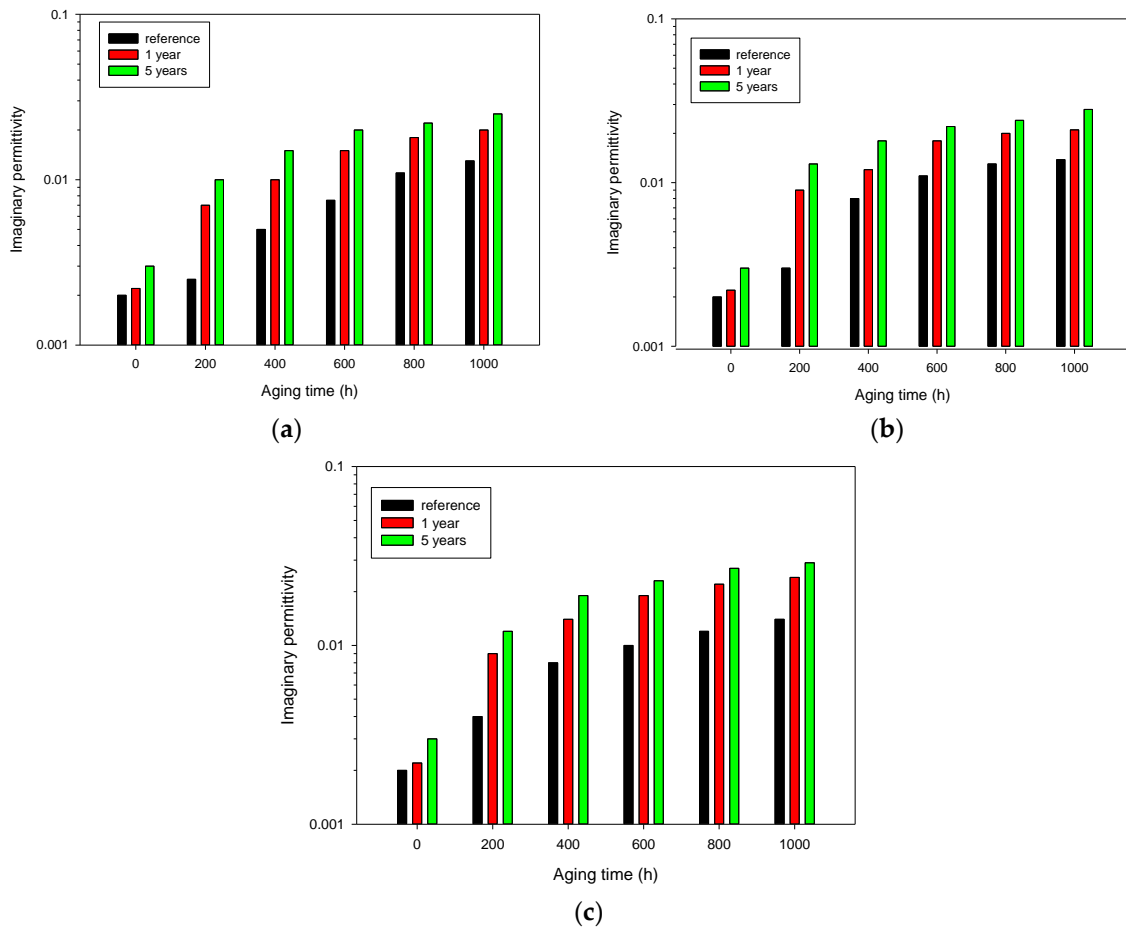 0.1
reference
1 year
5 years
0.01
0.001
Imaginary permittivity
0 200 400 600 800 1000
Aging time (h)
(a)
0.1
reference
1 year
5 years
0.01
0.001
Imaginary permittivity
0 200 400 600 800 1000
Aging time (h)
(b)
0.1
reference
1 year
5 years
0.01
0.001
Imaginary permittivity
0 200 400 600 800 1000
Aging time (h)
(c)